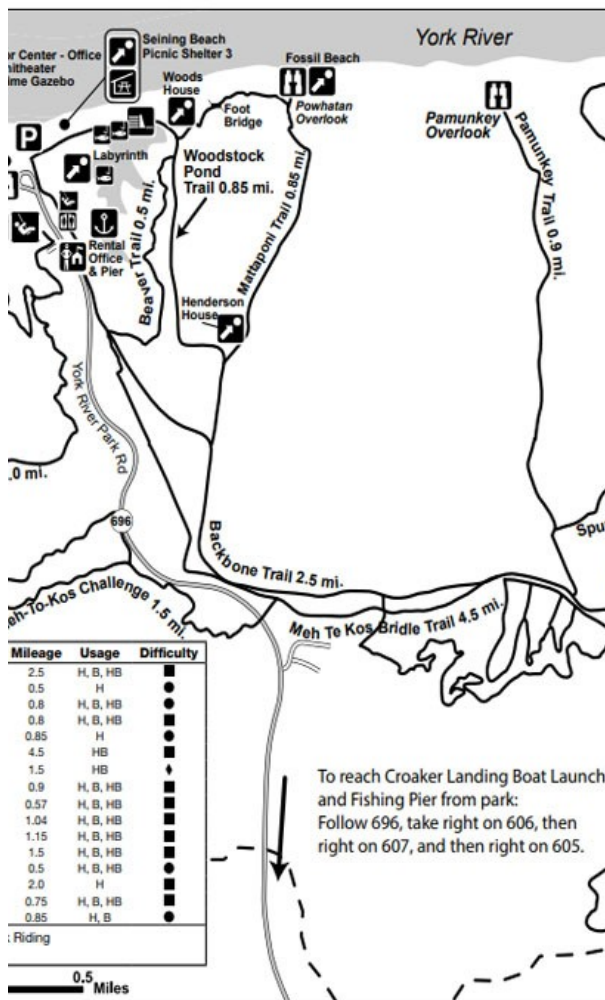 York River
Seining Beach
Picnic Shelter 3
or Center - Office
hitheater
ime Gazebo
Woods
House
Foot
Bridge
Fossil Beach
Powhatan
Overlook
Pamunkey
Overlook
P
Labyrinth
Woodstock
Pond
Trail 0.85 mi.
Rental
Office
& Pier
Beaver Trail 0.5 mi.
Mattaponi Trail 0.85 mi.
Pamunkey Trail 0.9 mi.
Henderson
House
York River Park Rd
.0 mi.
696
Backbone Trail 2.5 mi.
Spu
Meh-To-Kos Challenge 1.5 mi.
Meh Te Kos Bridle Trail 4.5 mi.
Mileage Usage Difficulty
2.5 H, B, HB
0.5 H
0.8 H, B, HB
0.8 H, B, HB
0.85 H
4.5 HB
1.5 HB
0.9 H, B, HB
0.57 H, B, HB
1.04 H, B, HB
1.15 H, B, HB
1.5 H, B, HB
0.5 H, B, HB
2.0 H
0.75 H, B, HB
0.85 H, B
k Riding
To reach Croaker Landing Boat Launch
and Fishing Pier from park:
Follow 696, take right on 606, then
right on 607, and then right on 605.
0.5
Miles